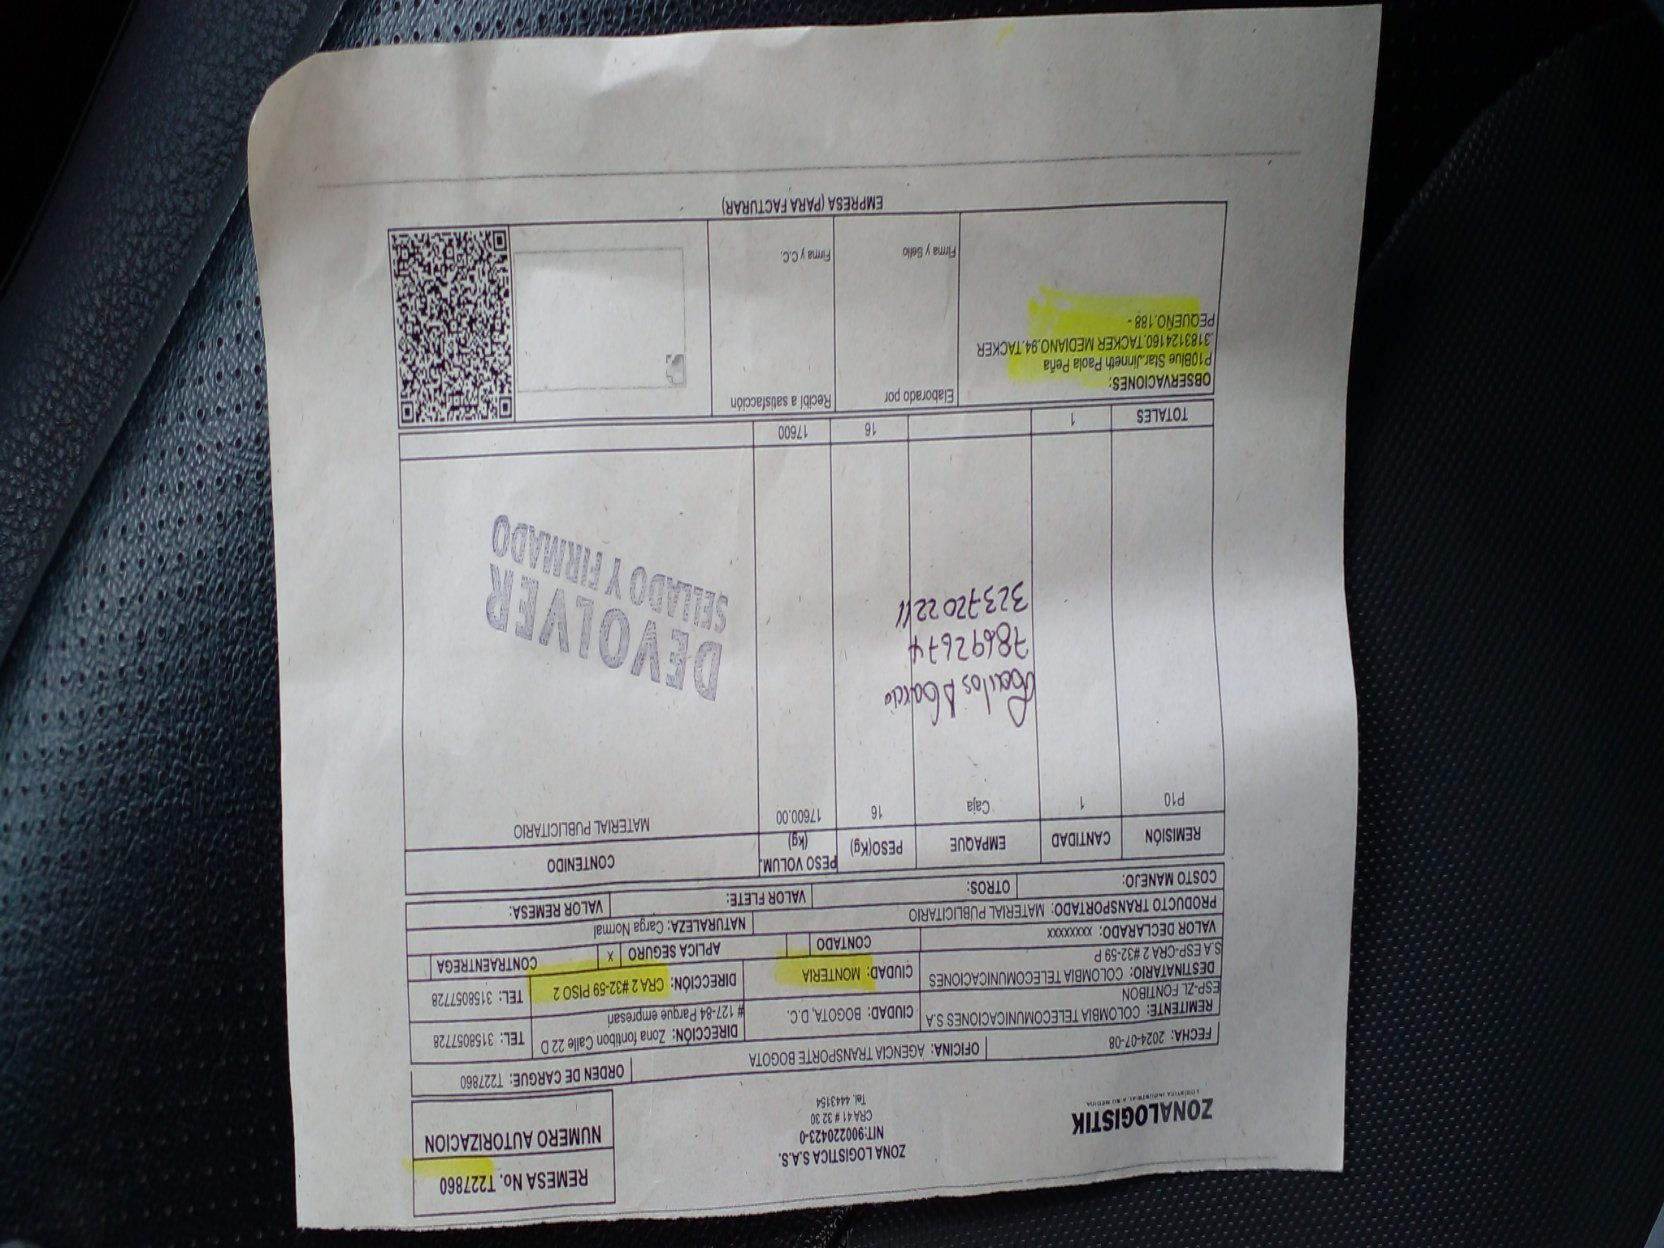 ZONALOGISTIK
LOGISTICA INDUSTRIAL A SU MEDIDA
ZONA LOGISTICA S.A.S.
NIT:900220423-0
CRA 41 # 32 30
Tel. 4443154
REMESA No. T227860
NUMERO AUTORIZACION
FECHA: 2024-07-08
OFICINA: AGENCIA TRANSPORTE BOGOTA
ORDEN DE CARGUE: T227860
REMITENTE: COLOMBIA TELECOMUNICACIONES S.A
ESP-ZL FONTIBON
CIUDAD: BOGOTA, D.C.
DIRECCIÓN: Zona fontibon Calle 22 D
# 127-84 Parque empresari
TEL: 3158057728
DESTINATARIO: COLOMBIA TELECOMUNICACIONES
S.A ESP-CRA 2 #32-59 P
CIUDAD: MONTERIA
DIRECCIÓN: CRA 2 #32-59 PISO 2
TEL: 3158057728
VALOR DECLARADO: xxxxxxxx
CONTADO
APLICA SEGURO x
CONTRAENTREGA
PRODUCTO TRANSPORTADO: MATERIAL PUBLICITARIO
NATURALEZA: Carga Normal
COSTO MANEJO:
OTROS:
VALOR FLETE:
VALOR REMESA:
REMISIÓN
CANTIDAD
EMPAQUE
PESO(Kg)
PESO VOLUM.
(kg)
CONTENIDO
P10
1
Caja
16
17600.00
MATERIAL PUBLICITARIO
Carlos A Garcia
78692674
3237202211
DEVOLVER
SELLADO Y FIRMADO
TOTALES
1
16
17600
OBSERVACIONES:
P10Blue Star.Jinneth Paola Peña
.3183124160.TACKER MEDIANO.94.TACKER
PEQUEÑO.188 -
Elaborado por
Firma y Sello
Recibí a satisfacción
Firma y C.C.
EMPRESA (PARA FACTURAR)